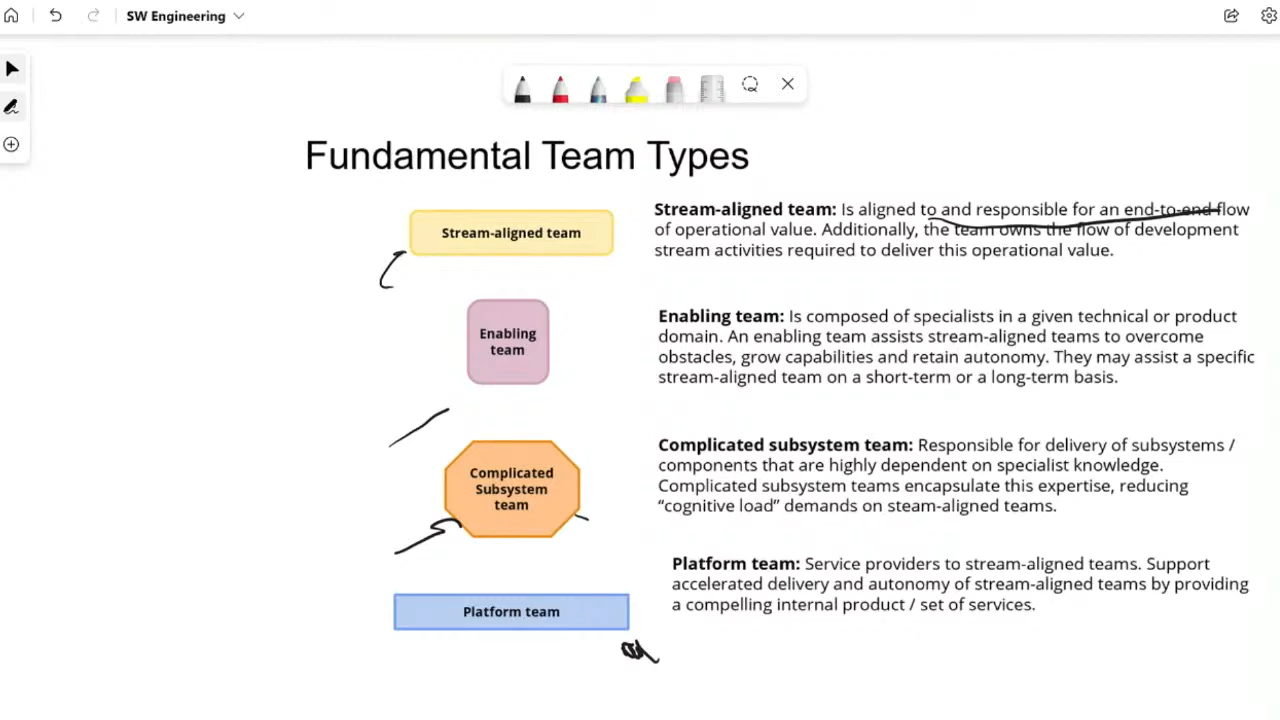 SW Engineering
Fundamental Team Types
Stream-aligned team
Stream-aligned team: Is aligned to and responsible for an end-to-end flow
of operational value. Additionally, the team owns the flow of development
stream activities required to deliver this operational value.
Enabling
team
Enabling team: Is composed of specialists in a given technical or product
domain. An enabling team assists stream-aligned teams to overcome
obstacles, grow capabilities and retain autonomy. They may assist a specific
stream-aligned team on a short-term or a long-term basis.
Complicated
Subsystem
team
Complicated subsystem team: Responsible for delivery of subsystems /
components that are highly dependent on specialist knowledge.
Complicated subsystem teams encapsulate this expertise, reducing
“cognitive load” demands on steam-aligned teams.
Platform team
Platform team: Service providers to stream-aligned teams. Support
accelerated delivery and autonomy of stream-aligned teams by providing
a compelling internal product / set of services.